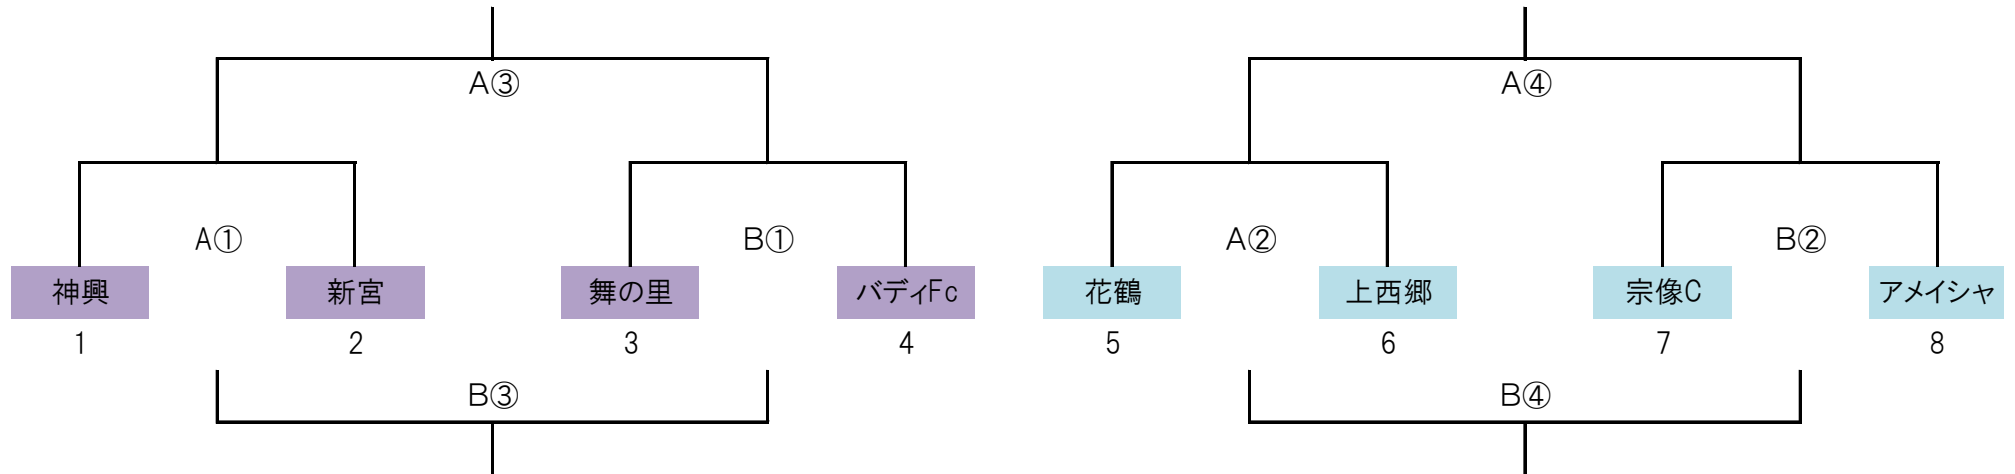 A③ A④
A① B① A② B②
神興 新宮 舞の里 バディFc 花鶴 上西郷 宗像C アメイシャ
1 2 3 4 5 6 7 8
B③ B④